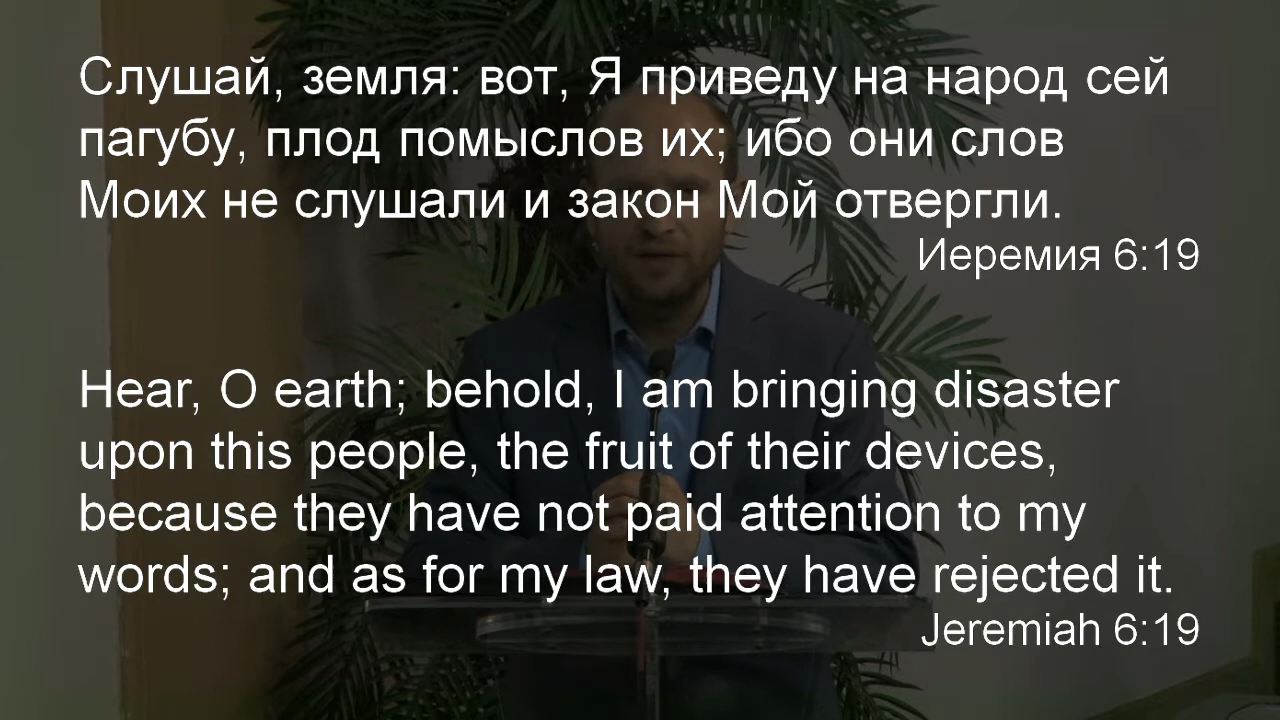 Слушай, земля: вот, Я приведу на народ сей
пагубу, плод помыслов их; ибо они слов
Моих не слушали и закон Мой отвергли.
Иеремия 6:19
Hear, O earth; behold, I am bringing disaster
upon this people, the fruit of their devices,
because they have not paid attention to my
words; and as for my law, they have rejected it.
Jeremiah 6:19